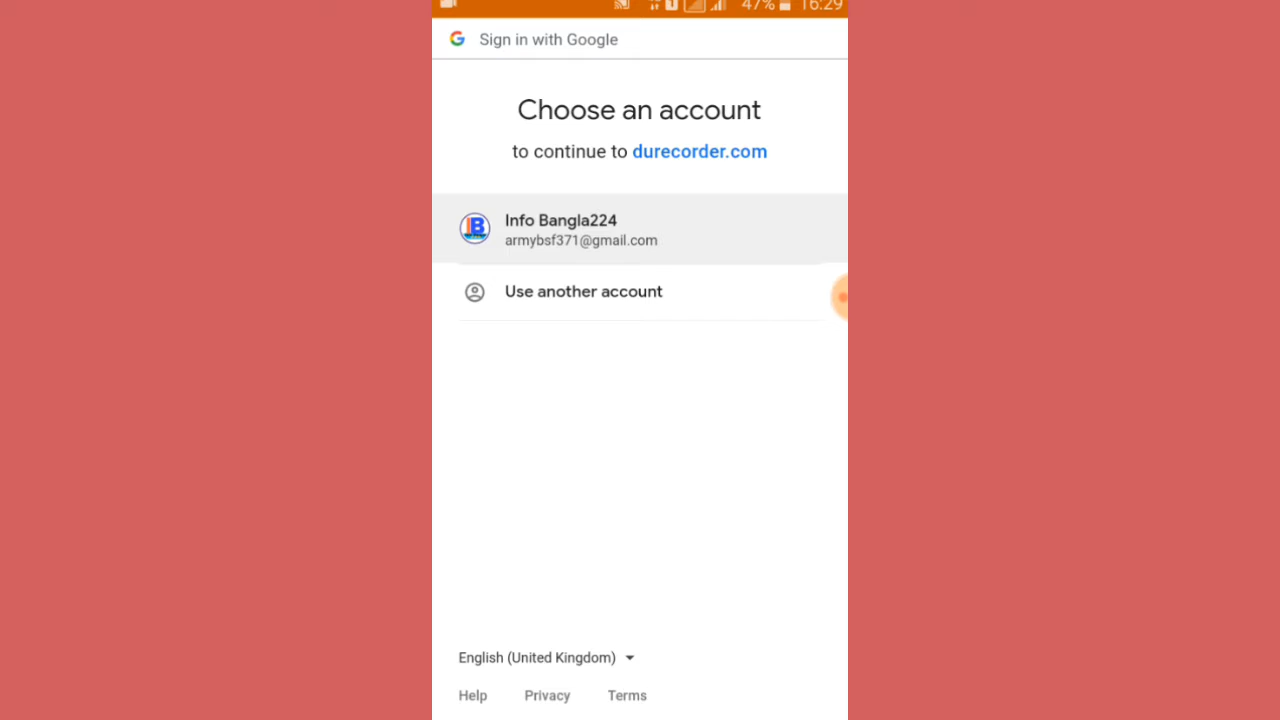 47% 16:29
Sign in with Google
Choose an account
to continue to durecorder.com
Info Bangla224
armybsf371@gmail.com
Use another account
English (United Kingdom)
Help Privacy Terms